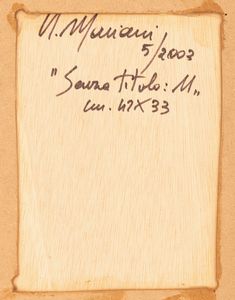 U. Mariani
5/2003
"Senza titolo: M„
cm. 47x33